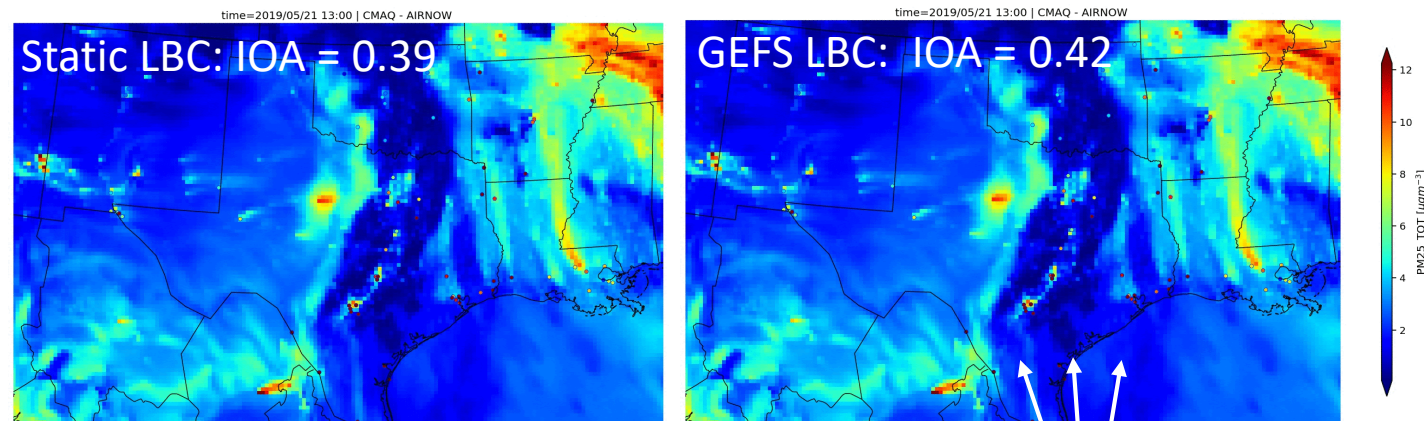 time=2019/05/21 13:00 | CMAQ - AIRNOW
Static LBC: IOA = 0.39
time=2019/05/21 13:00 | CMAQ - AIRNOW
GEFS LBC:  IOA = 0.42
12
10
8
6
4
2
PM25_TOT [ugm⁻³]